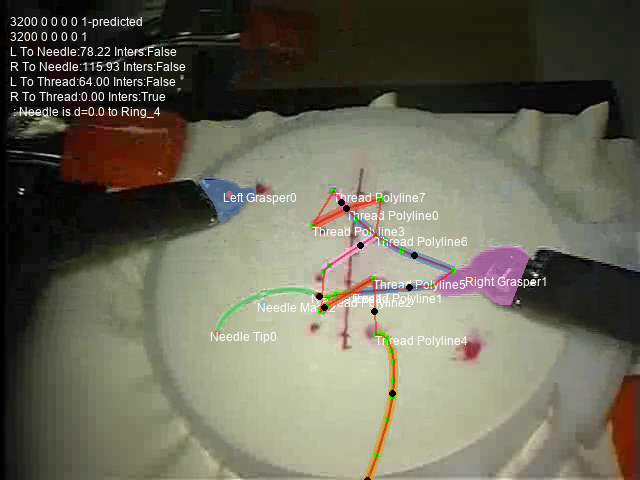 3200 0 0 0 0 1-predicted
3200 0 0 0 0 1
L To Needle:78.22 Inters:False
R To Needle:115.93 Inters:False
L To Thread:64.00 Inters:False
R To Thread:0.00 Inters:True
: Needle is d=0.0 to Ring_4
Left Grasper0
Thread Polyline7
Thread Polyline0
Thread Polyline3
Thread Polyline6
Thread Polyline5
Right Grasper1
Polyline1
Needle
Needle Tip0
Thread Polyline4